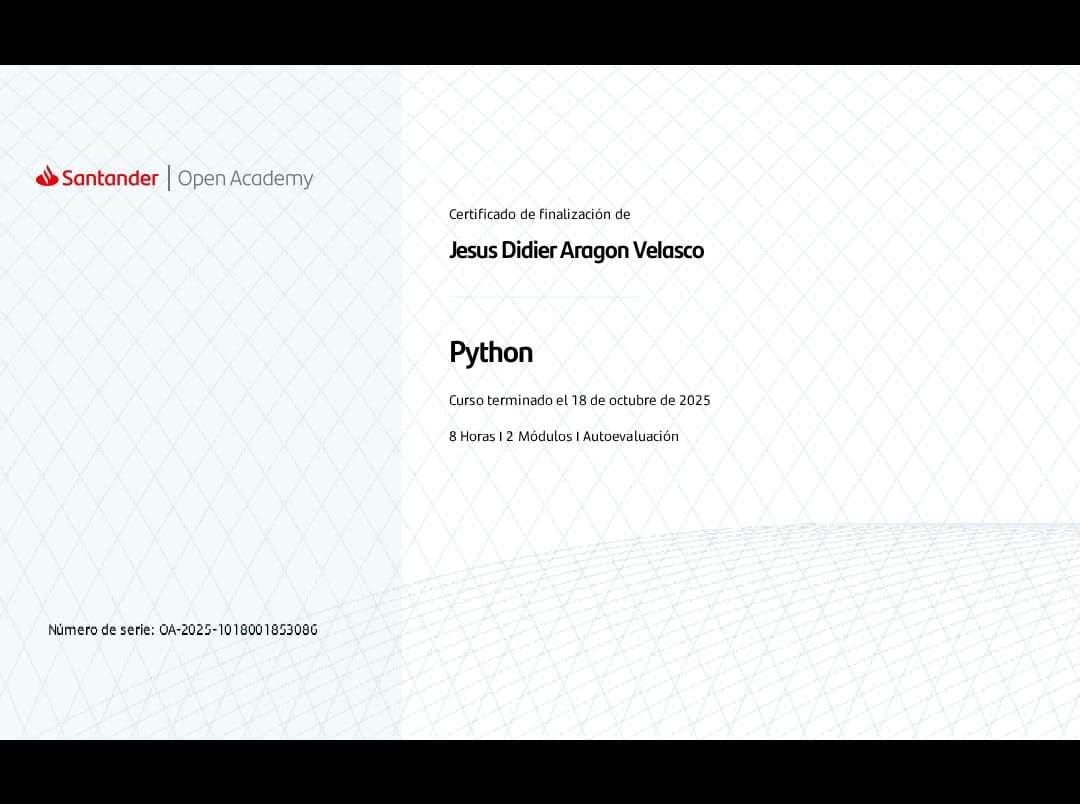 Santander | Open Academy
Certificado de finalización de
Jesus Didier Aragon Velasco
Python
Curso terminado el 18 de octubre de 2025
8 Horas I 2 Módulos I Autoevaluación
Número de serie: OA-2025-1018001853086